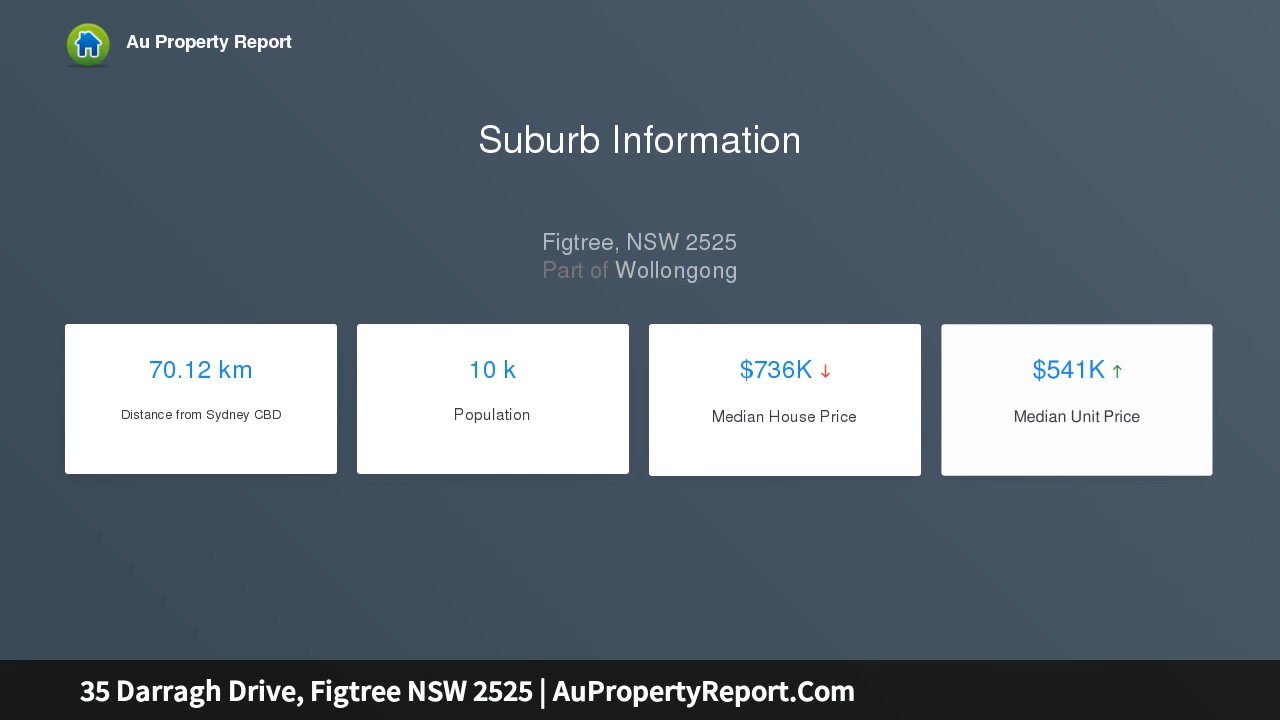 Au Property Report
Suburb Information
Figtree, NSW 2525
Part of Wollongong
70.12 km
Distance from Sydney CBD
10 k
Population
$736K ↓
Median House Price
$541K ↑
Median Unit Price
35 Darragh Drive, Figtree NSW 2525 | AuPropertyReport.Com